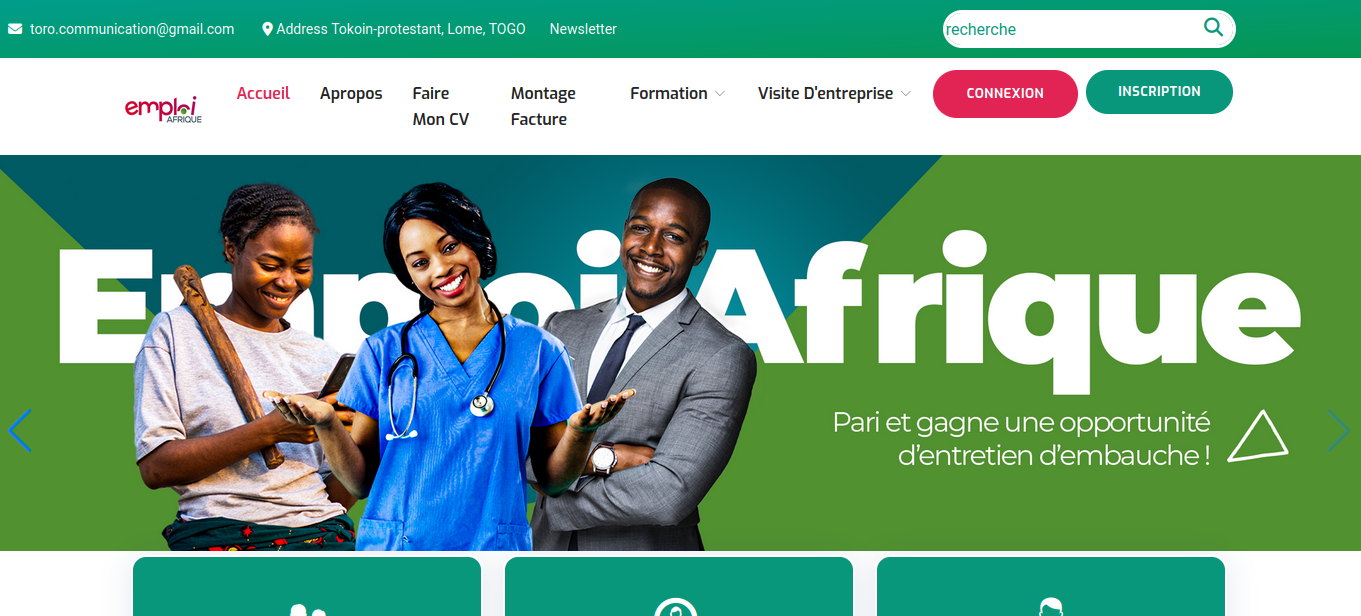 toro.communication@gmail.com
Address Tokoin-protestant, Lome, TOGO
Newsletter
recherche
emploi
AFRIQUE
Accueil
Apropos
Faire
Mon CV
Montage
Facture
Formation
Visite D'entreprise
CONNEXION
INSCRIPTION
Emploi Afrique
Pari et gagne une opportunité
d'entretien d'embauche !